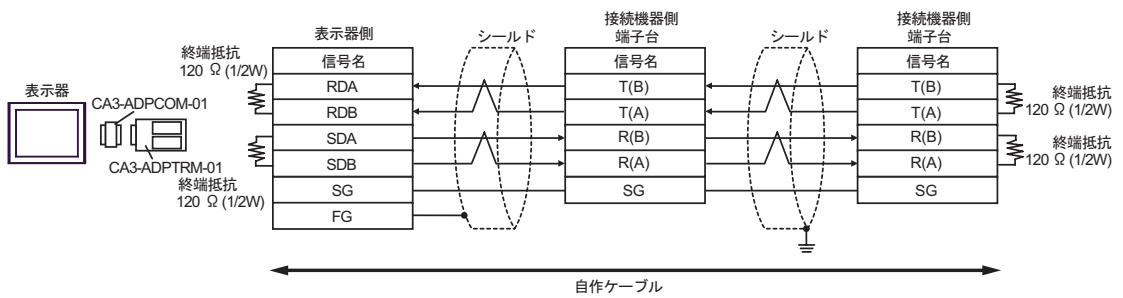 表示器
CA3-ADPCOM-01
CA3-ADPTRM-01
終端抵抗
120 Ω (1/2W)
終端抵抗
120 Ω (1/2W)
表示器側
信号名
RDA
RDB
SDA
SDB
SG
FG
シールド
接続機器側
端子台
信号名
T(B)
T(A)
R(B)
R(A)
SG
シールド
接続機器側
端子台
信号名
T(B)
T(A)
R(B)
R(A)
SG
終端抵抗
120 Ω (1/2W)
終端抵抗
120 Ω (1/2W)
自作ケーブル